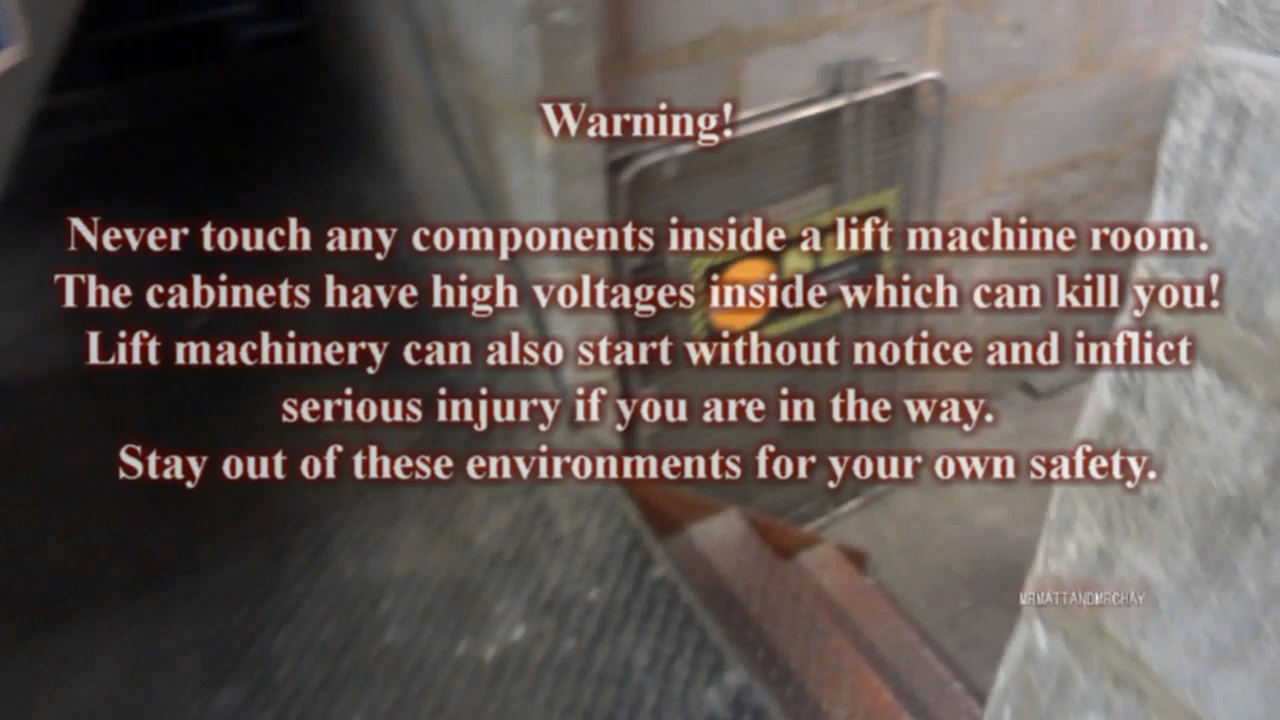 Warning!
Never touch any components inside a lift machine room.
The cabinets have high voltages inside which can kill you!
Lift machinery can also start without notice and inflict
serious injury if you are in the way.
Stay out of these environments for your own safety.
MRMATTANDMRCHAY